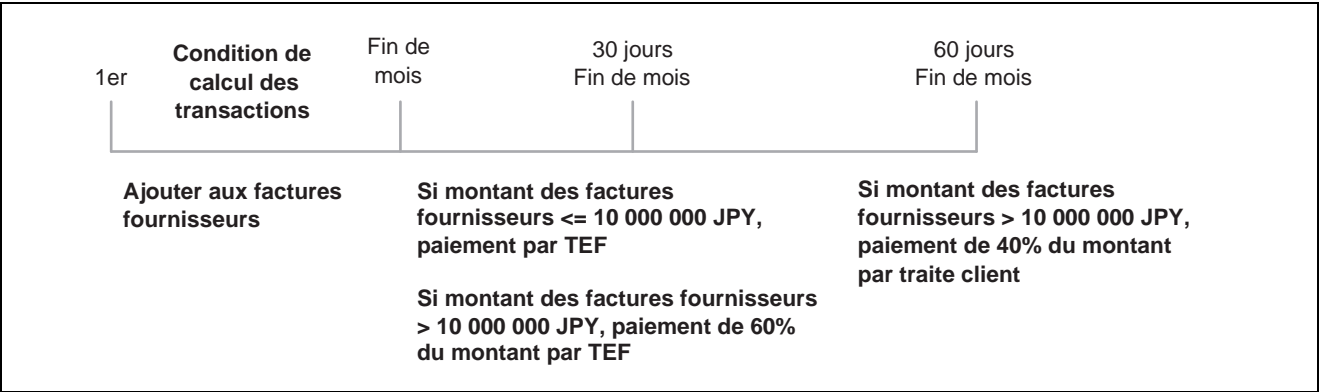 1er
Condition de
calcul des
transactions
Fin de
mois
30 jours
Fin de mois
60 jours
Fin de mois
Ajouter aux factures
fournisseurs
Si montant des factures
fournisseurs <= 10 000 000 JPY,
paiement par TEF
Si montant des factures fournisseurs
> 10 000 000 JPY, paiement de 60%
du montant par TEF
Si montant des factures
fournisseurs > 10 000 000 JPY,
paiement de 40% du montant
par traite client